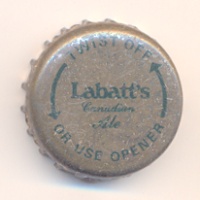 TWIST OFF
Labatt's
Canadian
Ale
OR USE OPENER